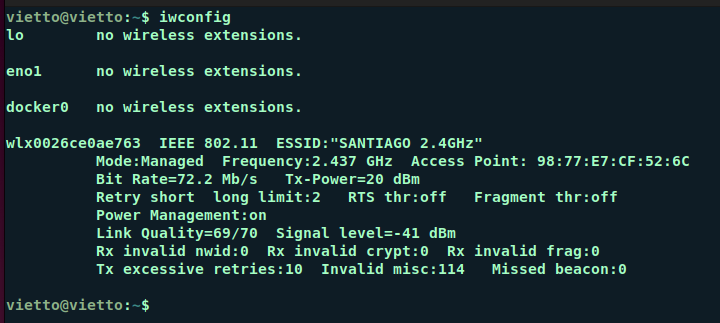 vietto@vietto:~$ iwconfig
lo        no wireless extensions.
eno1      no wireless extensions.
docker0   no wireless extensions.
wlx0026ce0ae763  IEEE 802.11  ESSID:"SANTIAGO 2.4GHz"
          Mode:Managed  Frequency:2.437 GHz  Access Point: 98:77:E7:CF:52:6C
          Bit Rate=72.2 Mb/s   Tx-Power=20 dBm
          Retry short  long limit:2   RTS thr:off   Fragment thr:off
          Power Management:on
          Link Quality=69/70  Signal level=-41 dBm
          Rx invalid nwid:0  Rx invalid crypt:0  Rx invalid frag:0
          Tx excessive retries:10  Invalid misc:114   Missed beacon:0
vietto@vietto:~$